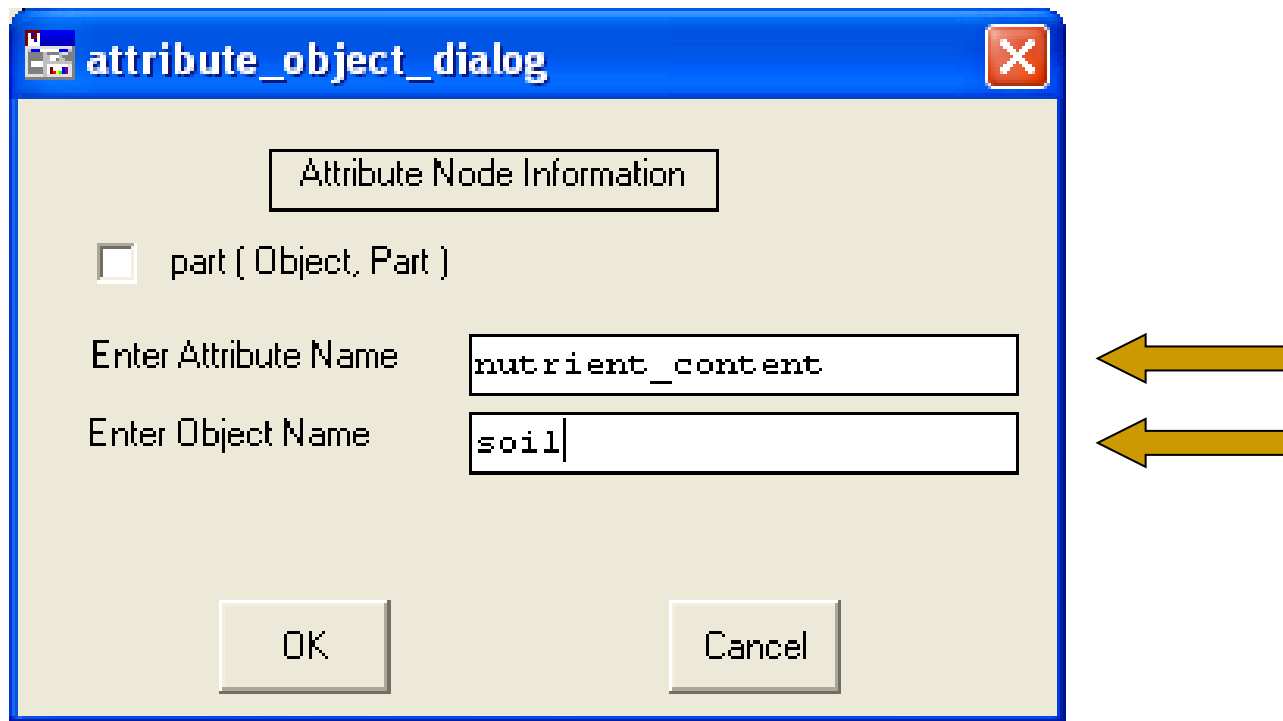 attribute_object_dialog
Attribute Node Information
part ( Object, Part )
Enter Attribute Name nutrient_content
Enter Object Name soil
OK Cancel